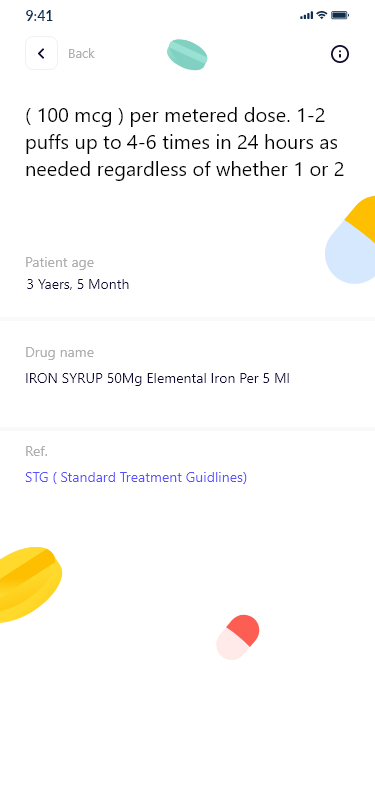 9:41
Back
( 100 mcg ) per metered dose. 1-2
puffs up to 4-6 times in 24 hours as
needed regardless of whether 1 or 2
Patient age
3 Yaers, 5 Month
Drug name
IRON SYRUP 50Mg Elemental Iron Per 5 Ml
Ref.
STG ( Standard Treatment Guidlines)